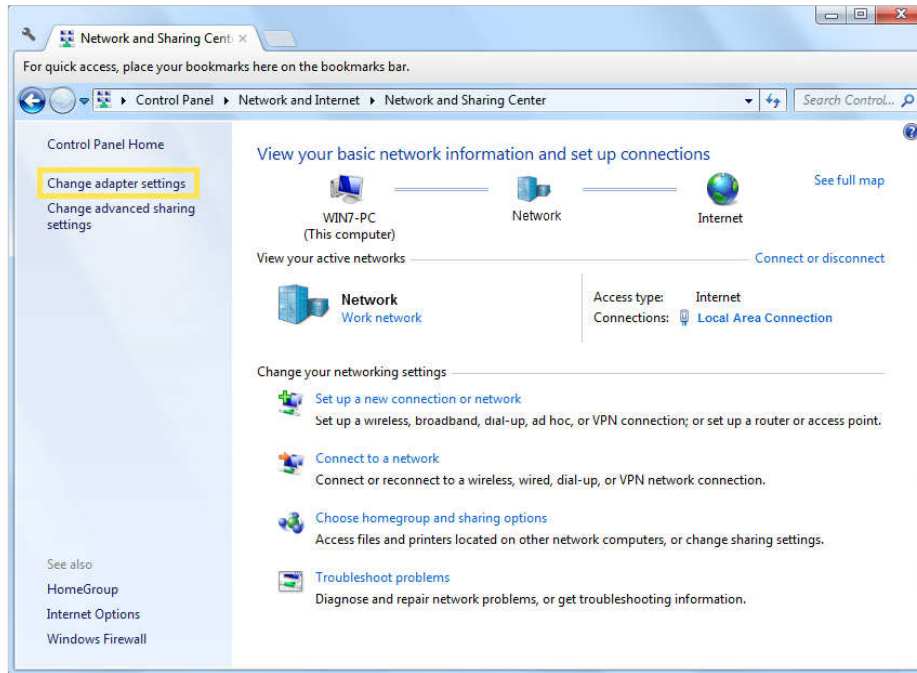 Network and Sharing Cent
For quick access, place your bookmarks here on the bookmarks bar.
Control Panel Network and Internet Network and Sharing Center
Search Control...
Control Panel Home
Change adapter settings
Change advanced sharing
settings
See also
HomeGroup
Internet Options
Windows Firewall
View your basic network information and set up connections
See full map
WIN7-PC
(This computer)
Network
Internet
View your active networks
Connect or disconnect
Network
Work network
Access type: Internet
Connections: Local Area Connection
Change your networking settings
Set up a new connection or network
Set up a wireless, broadband, dial-up, ad hoc, or VPN connection; or set up a router or access point.
Connect to a network
Connect or reconnect to a wireless, wired, dial-up, or VPN network connection.
Choose homegroup and sharing options
Access files and printers located on other network computers, or change sharing settings.
Troubleshoot problems
Diagnose and repair network problems, or get troubleshooting information.